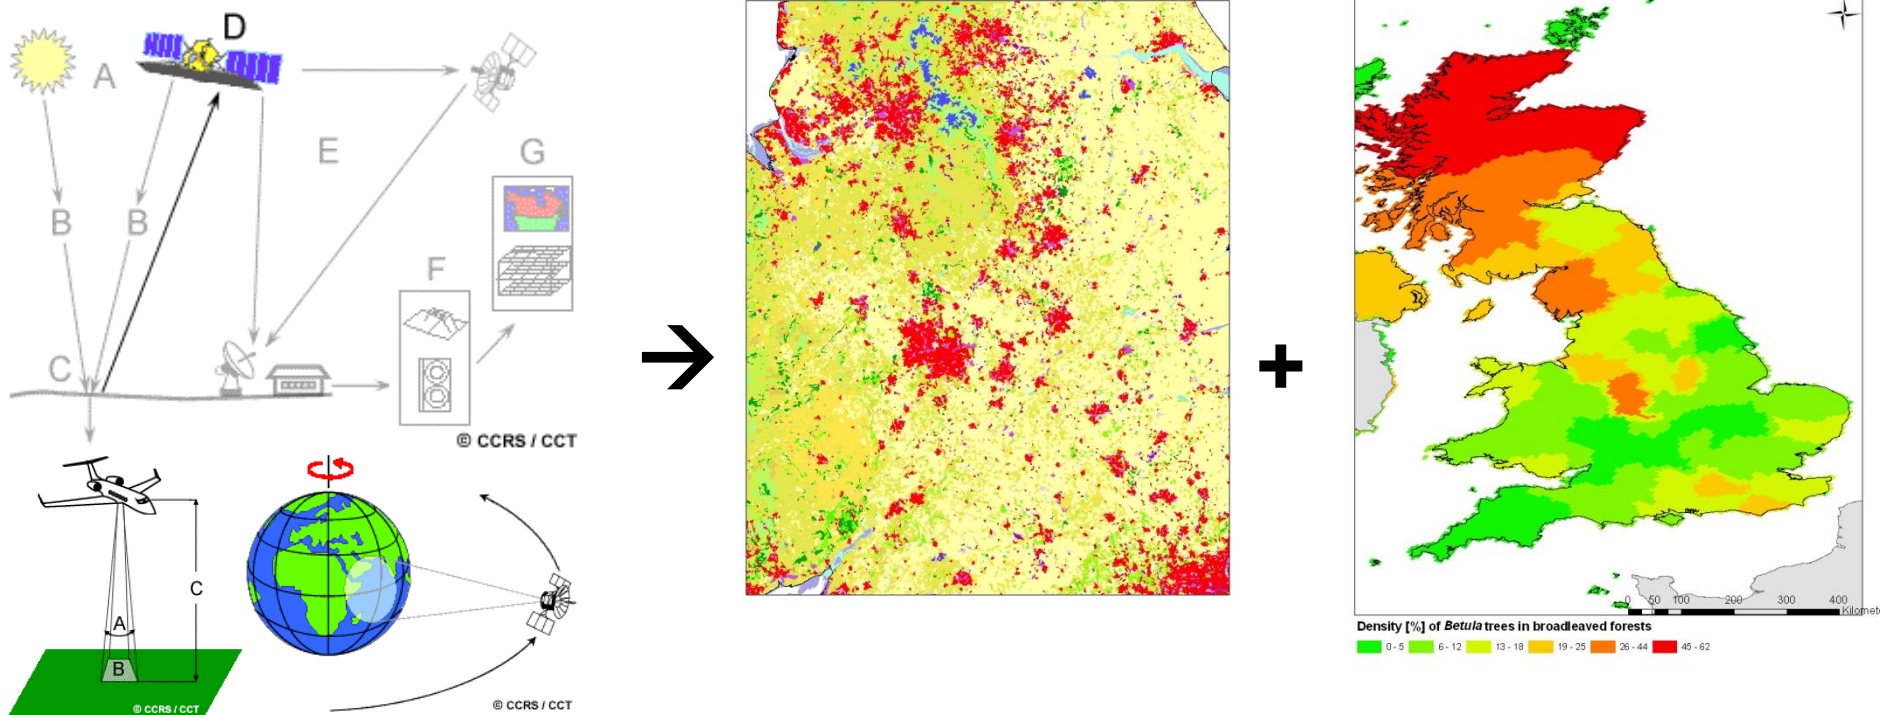 D
A
E
G
B B
F
C
© CCRS / CCT
C
A
B
© CCRS / CCT
© CCRS / CCT
+
0 50 100 200 300 400
Kilomete
Density [%] of Betula trees in broadleaved forests
0 - 5 6 - 12 13 - 18 19 - 25 26 - 44 45 - 62